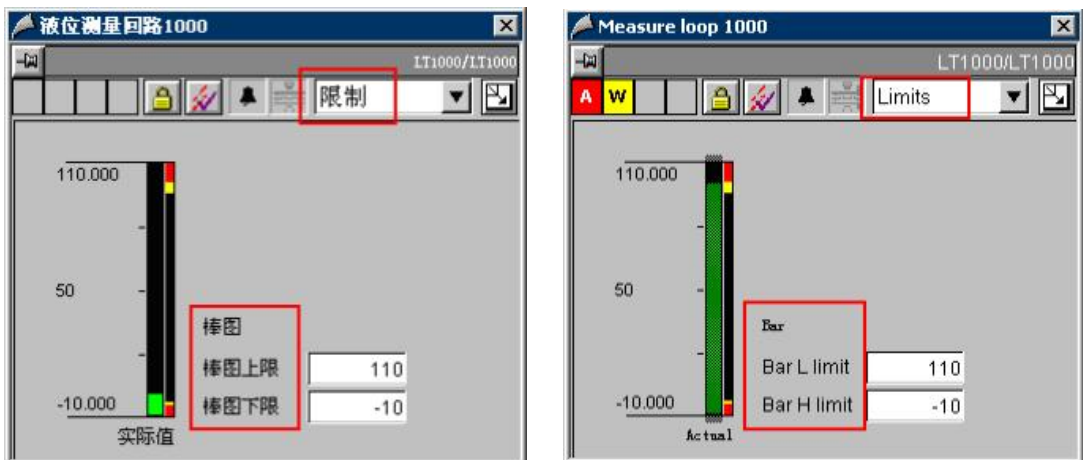 液位测量回路1000
LT1000/LT1000
限制
110.000
50
棒图
棒图上限 110
-10.000 棒图下限 -10
实际值
Measure loop 1000
LT1000/LT1000
A W Limits
110.000
50
Bar
Bar L limit 110
-10.000 Bar H limit -10
Actual